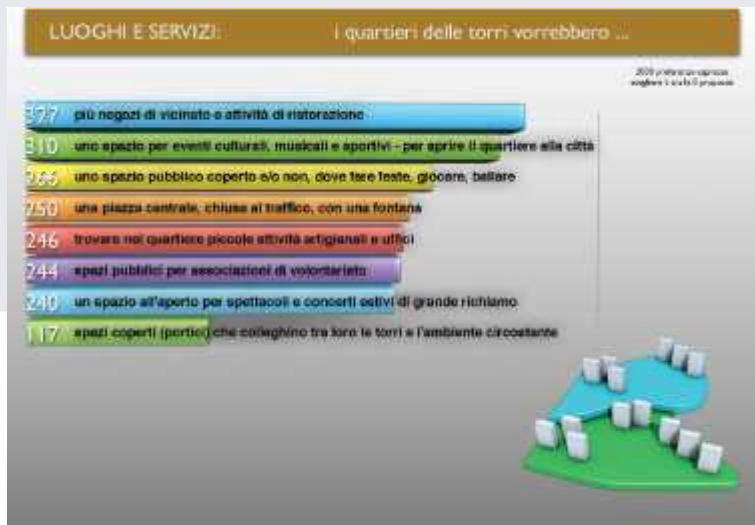 LUOGHI E SERVIZI: i quartieri delle torri vorrebbero ...
327 più negozi di vicinato e attività di ristorazione
310 uno spazio per eventi culturali, musicali e sportivi - per aprire il quartiere alla città
266 uno spazio pubblico coperto e/o non, dove fare feste, giocare, ballare
250 una piazza centrale, chiusa al traffico, con una fontana
246 trovare nel quartiere piccole attività artigianali e uffici
244 spazi pubblici per associazioni di volontariato
240 un spazio all'aperto per spettacoli e concerti estivi di grande richiamo
117 spazi coperti (portici) che colleghino tra loro le torri e l'ambiente circostante